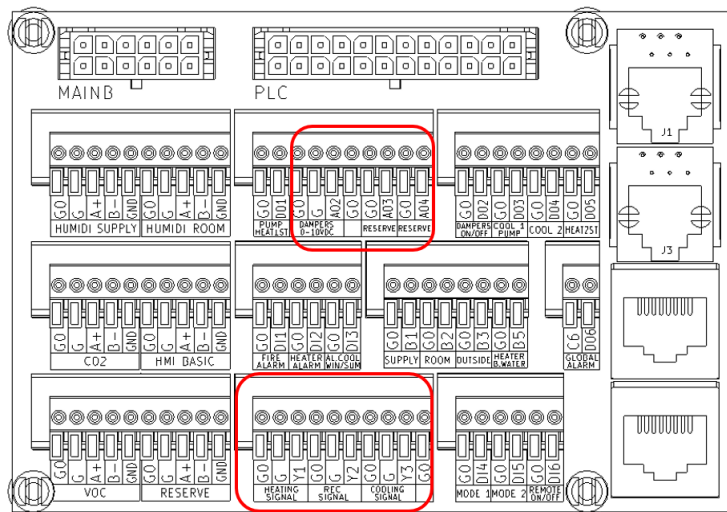 MAINB PLC
J1
G0 G A+ B- GND G0 G A+ B- GND
HUMIDI SUPPLY HUMIDI ROOM
G0 DO1 G0 G AO2 G0 G0 AO3 G0 AO4
PUMP HEAT1ST DAMPERS 0-10VDC RESERVE RESERVE
G0 DO2 G0 DO3 G0 DO4 G0 DO5
DAMPERS ON/OFF COOL 1 PUMP COOL 2 HEAT2ST
J3
G0 G A+ B- GND G0 G A+ B- GND
CO2 HMI BASIC
G0 DI1 G0 DI2 G0 DI3
FIRE ALARM HEATER ALARM AL.COOL WIN/SUM
G0 B1 G0 B2 G0 B3 G0 B5
SUPPLY ROOM OUTSIDE HEATER B.WATER
C6 DO6
GLOBAL ALARM
G0 G A+ B- GND G0 G A+ B- GND
VOC RESERVE
G0 G Y1 G0 G Y2 G0 G Y3 G0
HEATING SIGNAL REC SIGNAL COOLING SIGNAL
G0 DI4 G0 DI5 G0 DI6
MODE 1 MODE 2 REMOTE ON/OFF